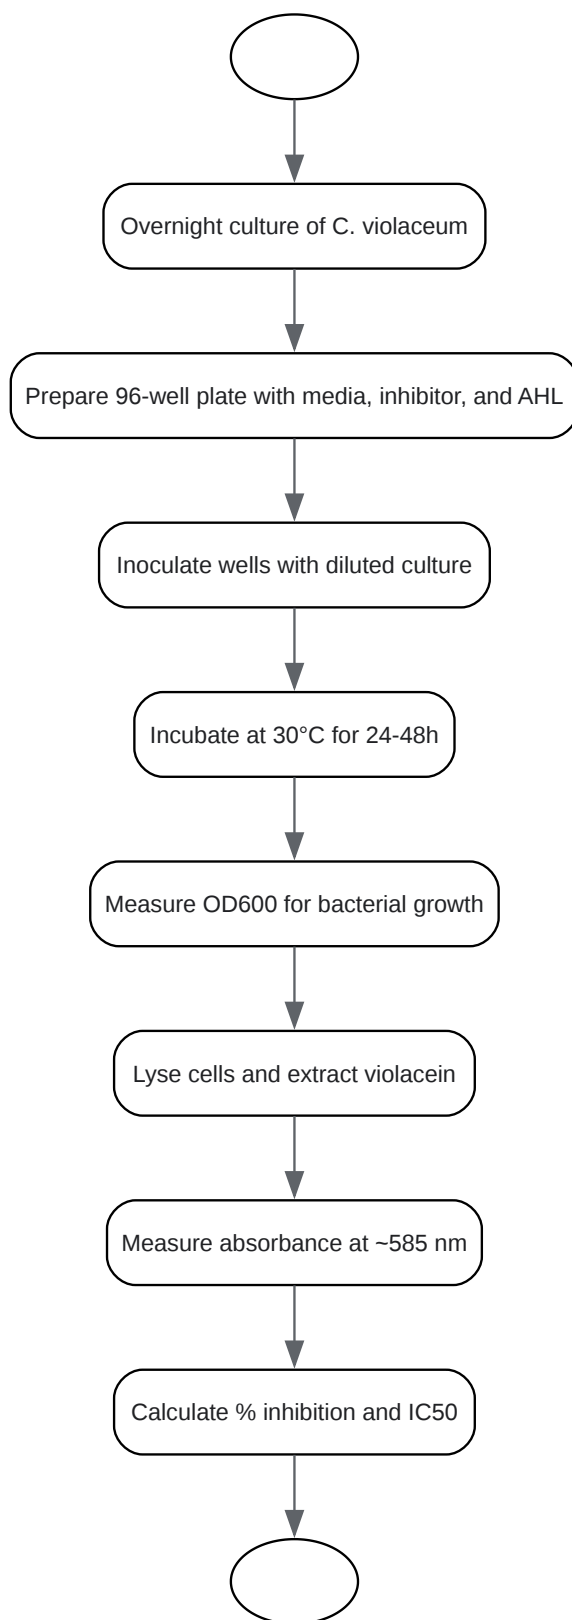 Overnight culture of C. violaceum
Prepare 96-well plate with media, inhibitor, and AHL
Inoculate wells with diluted culture
Incubate at 30°C for 24-48h
Measure OD600 for bacterial growth
Lyse cells and extract violacein
Measure absorbance at ~585 nm
Calculate % inhibition and IC50